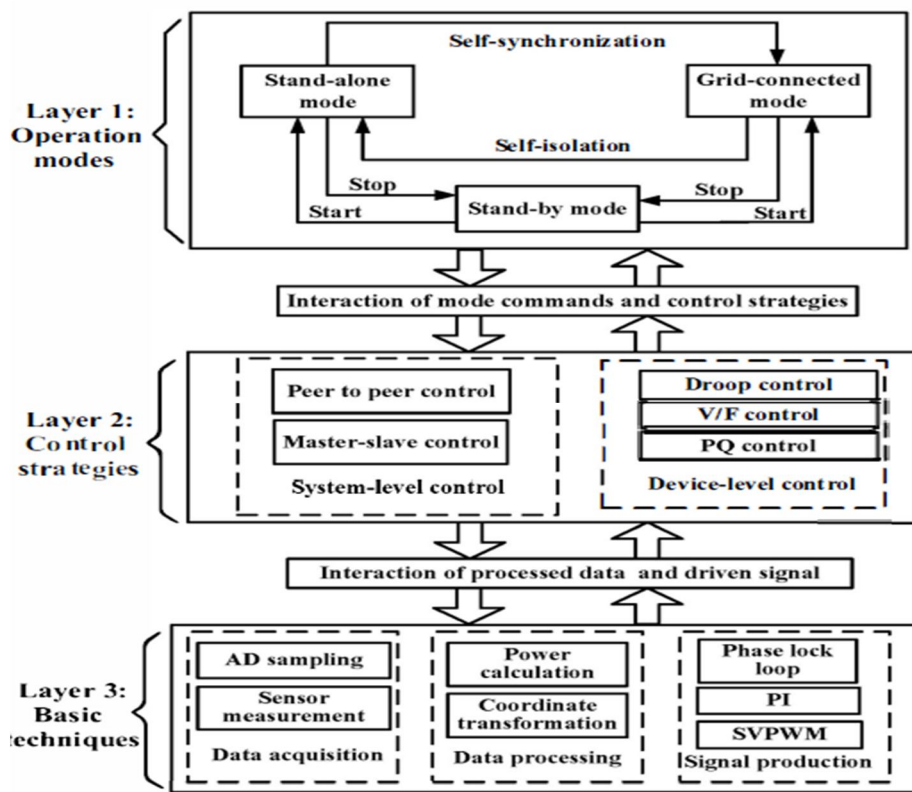 Self-synchronization
Stand-alone
mode
Grid-connected
mode
Layer 1:
Operation
modes
Self-isolation
Stop
Stop
Start
Stand-by mode
Start
Interaction of mode commands and control strategies
Layer 2:
Control
strategies
Peer to peer control
Master-slave control
System-level control
Droop control
V/F control
PQ control
Device-level control
Interaction of processed data and driven signal
Layer 3:
Basic
techniques
AD sampling
Sensor
measurement
Data acquisition
Power
calculation
Coordinate
transformation
Data processing
Phase lock
loop
PI
SVPWM
Signal production